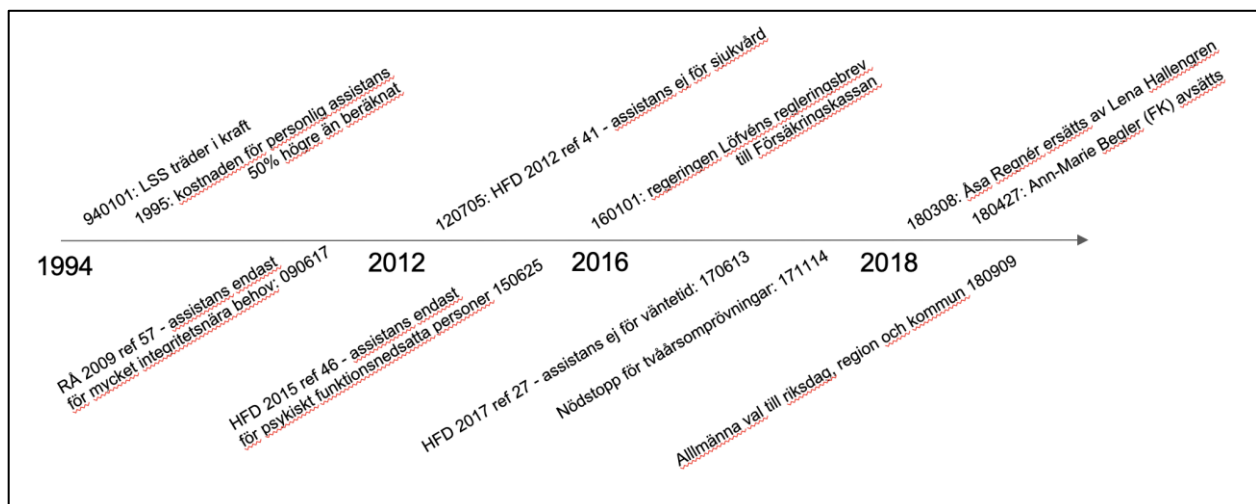 940101: LSS träder i kraft
1995: kostnaden för personlig assistans
50% högre än beräknat
120705: HFD 2012 ref 41 - assistans ej för sjukvård
160101: regeringen Löfvéns regleringsbrev
till Försäkringskassan
180308: Åsa Regnér ersätts av Lena Hallengren
180427: Ann-Marie Begler (FK) avsätts
1994
2012
2016
2018
RÅ 2009 ref 57 - assistans endast
för mycket integritetsnära behov: 090617
HFD 2015 ref 46 - assistans endast
för psykiskt funktionsnedsatta personer 150625
HFD 2017 ref 27 - assistans ej för väntetid: 170613
Nödstopp för tvåårsomprövningar: 171114
Alllmänna val till riksdag, region och kommun 180909